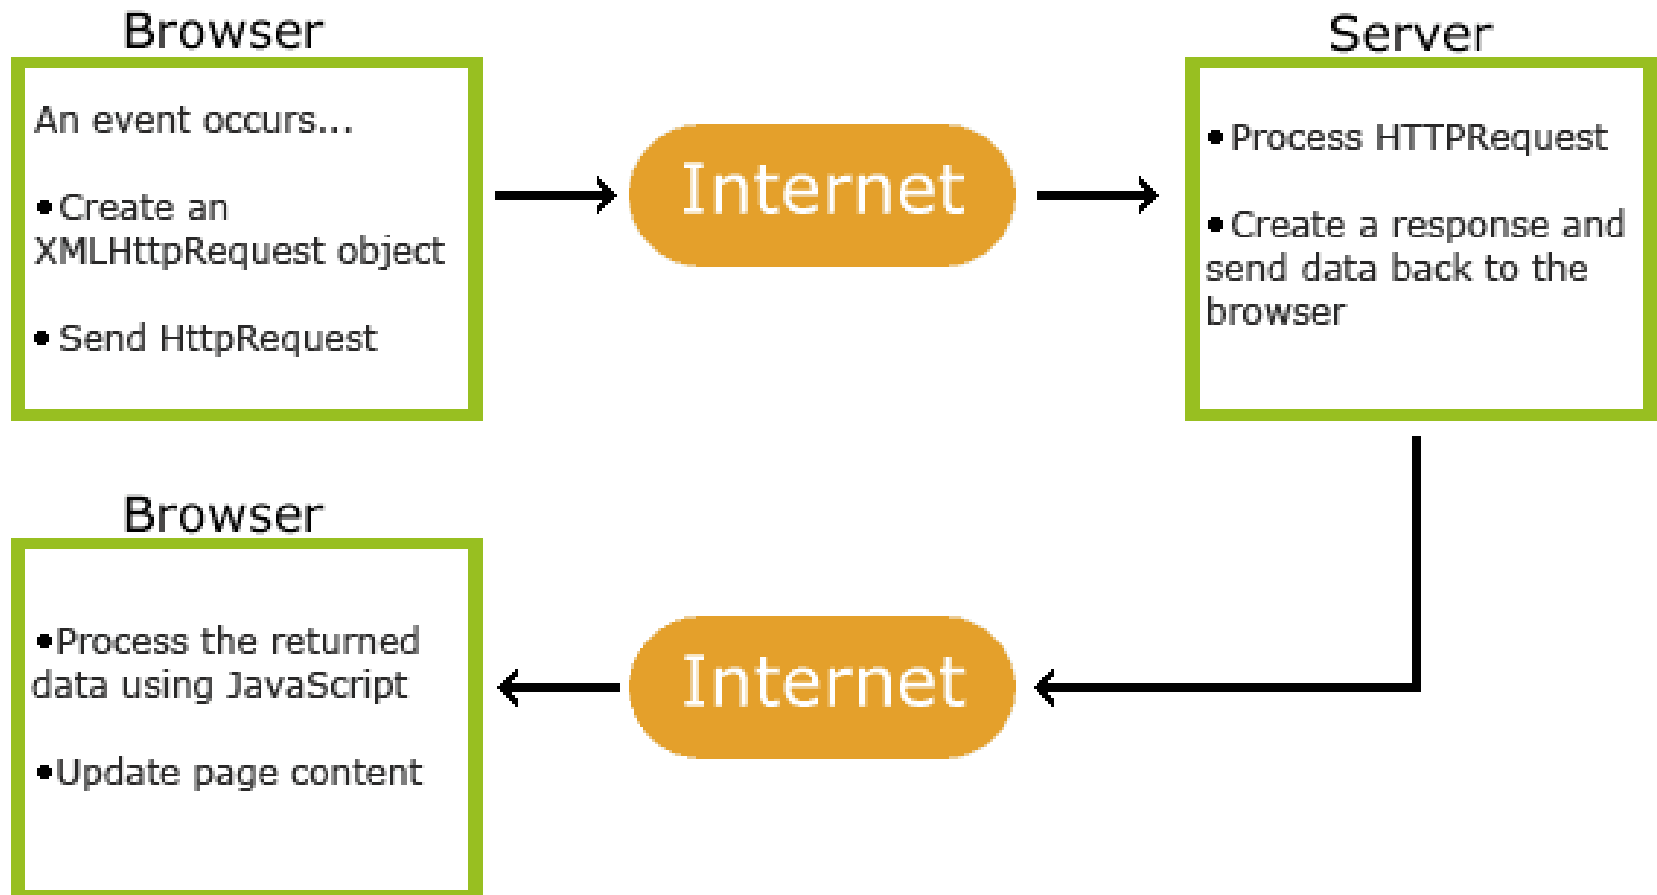 Browser
An event occurs...
•Create an
XMLHttpRequest object
• Send HttpRequest
Internet
Server
• Process HTTPRequest
• Create a response and
send data back to the
browser
Internet
Browser
•Process the returned
data using JavaScript
•Update page content